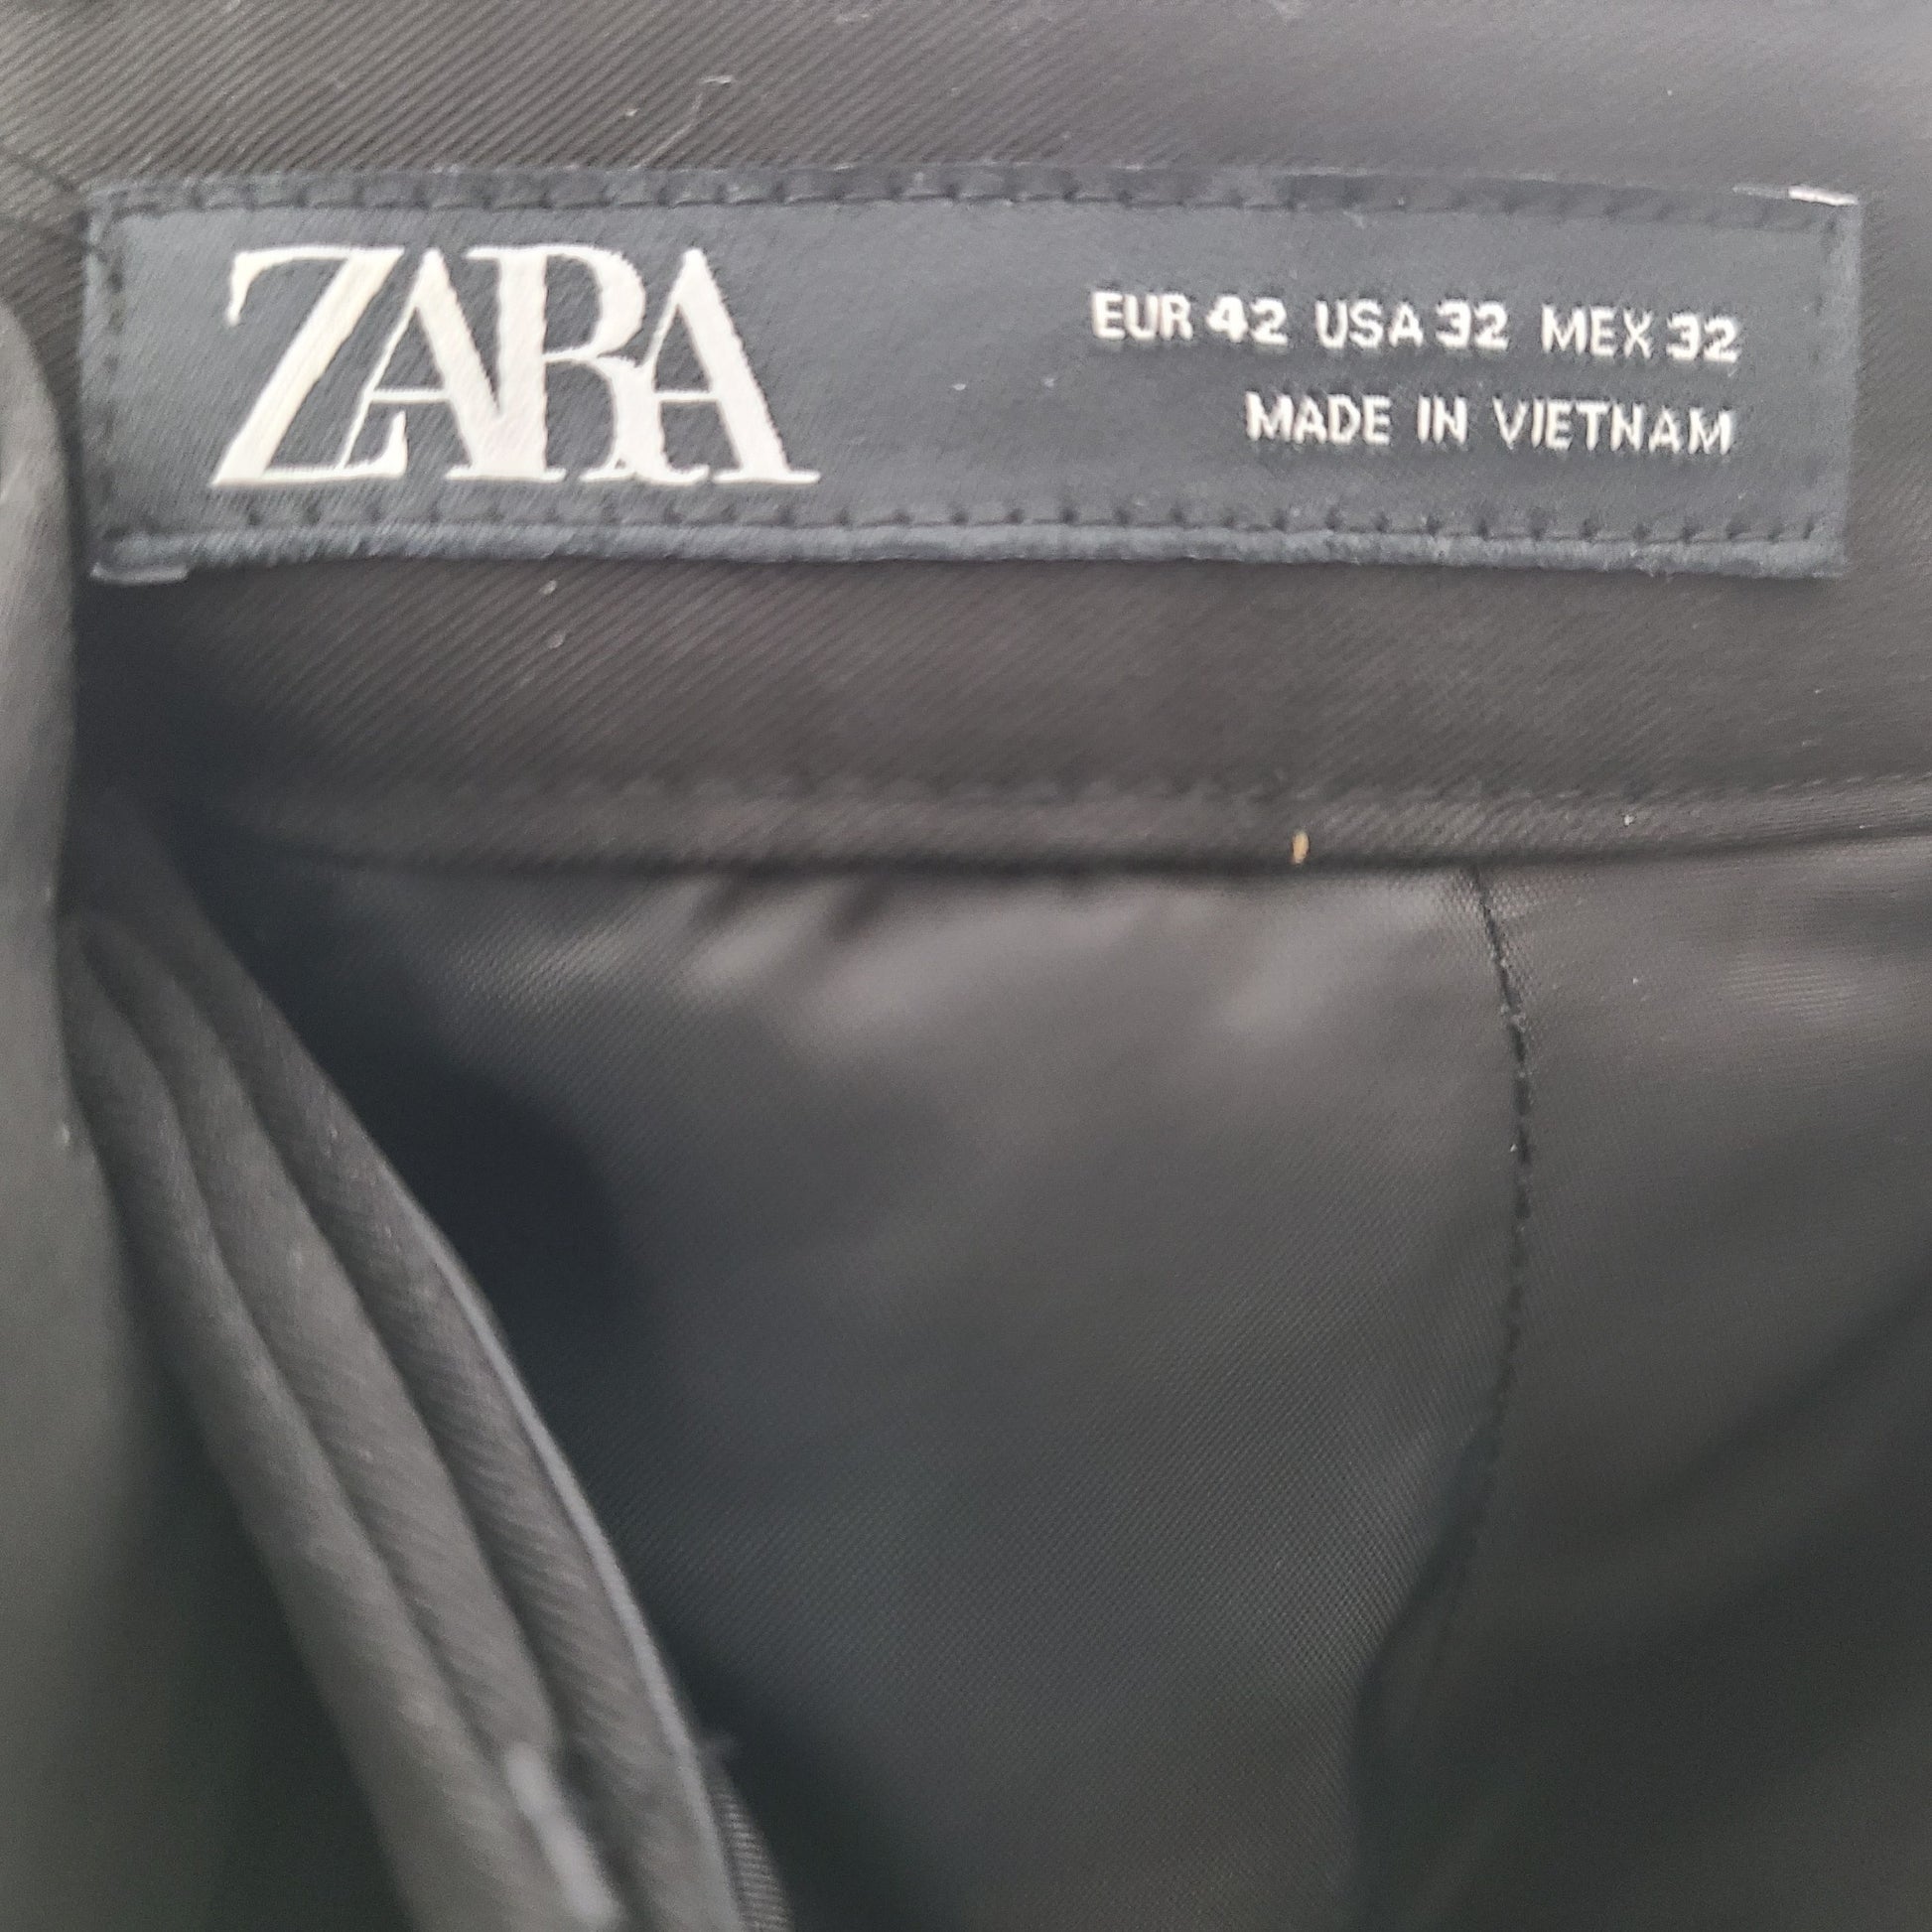 ZARA
EUR 42 USA 32 MEX 32
MADE IN VIETNAM